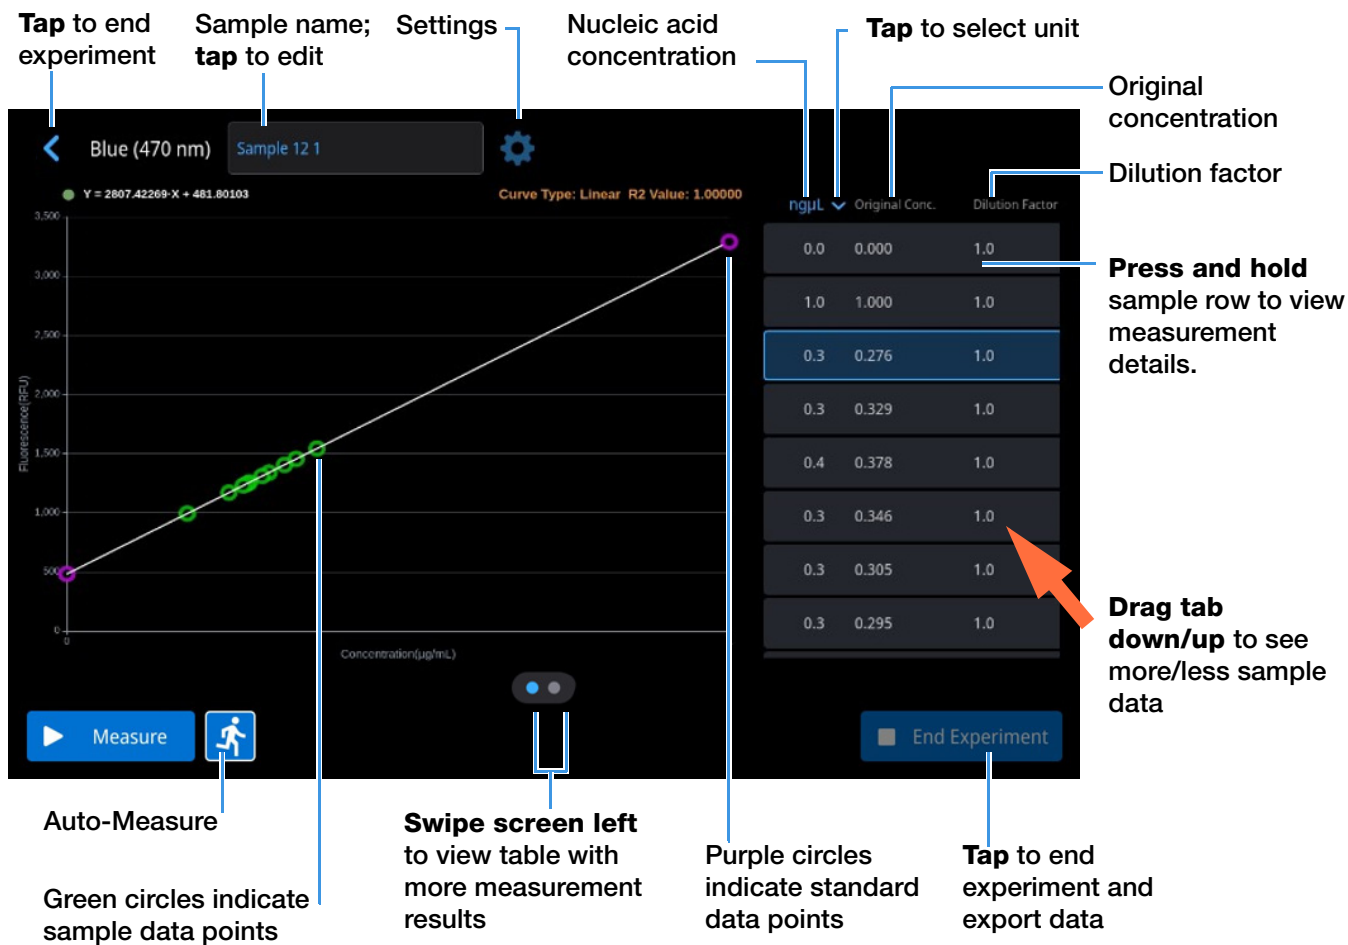 Tap to end
experiment
Sample name;
tap to edit
Settings
Nucleic acid
concentration
Tap to select unit
Original
concentration
Dilution factor
Blue (470 nm)
Sample 12 1
Y = 2807.42269-X + 481.80103
Curve Type: Linear R2 Value: 1.00000
ngµL Original Conc. Dilution Factor
0.0 0.000 1.0
1.0 1.000 1.0
0.3 0.276 1.0
0.3 0.329 1.0
0.4 0.378 1.0
0.3 0.346 1.0
0.3 0.305 1.0
0.3 0.295 1.0
3,500
3,000
2,500
2,000
1,500
1,000
500
0
0
Fluorescence(RFU)
Concentration(µg/mL)
Press and hold
sample row to view
measurement
details.
Drag tab
down/up to see
more/less sample
data
Measure
End Experiment
Auto-Measure
Green circles indicate
sample data points
Swipe screen left
to view table with
more measurement
results
Purple circles
indicate standard
data points
Tap to end
experiment and
export data